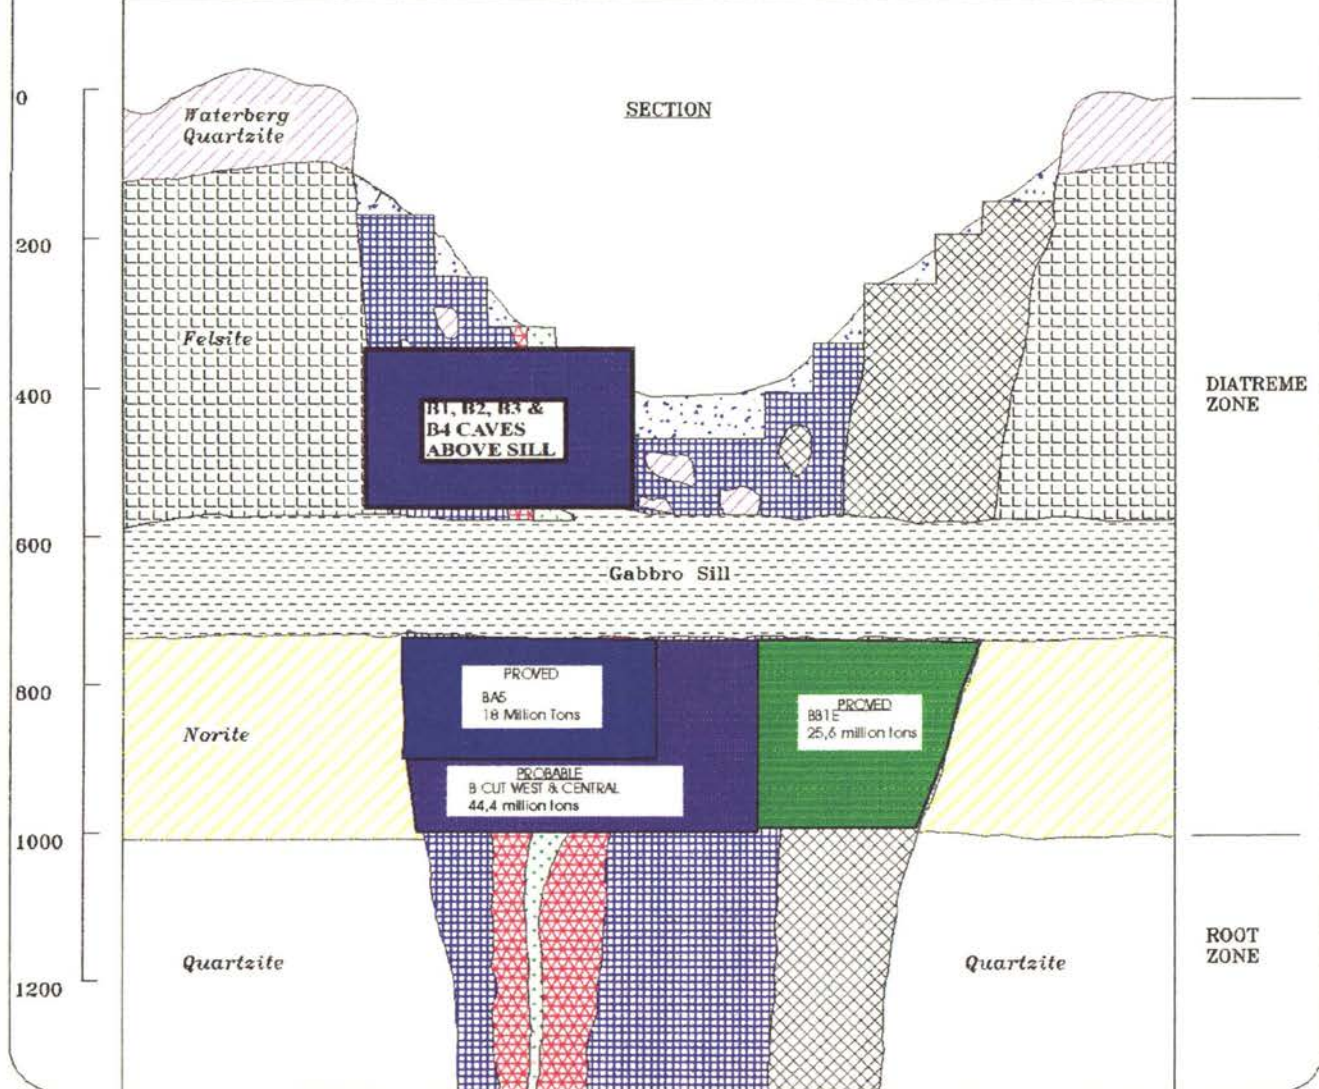 SECTION
0
200
400
600
800
1000
1200
Waterberg
Quartzite
Felsite
B1, B2, B3 &
B4 CAVES
ABOVE SILL
Gabbro Sill
PROVED
BA5
18 Million Tons
PROBABLE
B CUT WEST & CENTRAL
44,4 million tons
PROVED
BB1E
25,6 million tons
Norite
Quartzite
Quartzite
DIATREME
ZONE
ROOT
ZONE